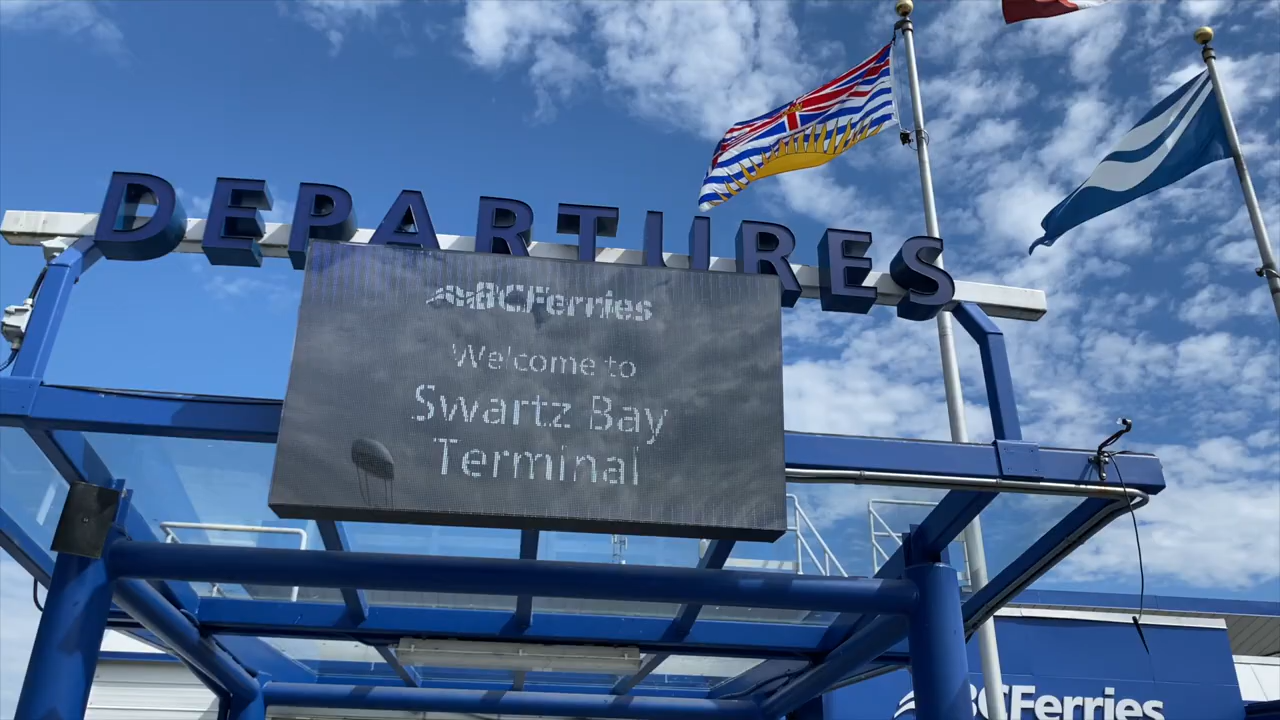 DEPARTURES
BCFerries
Welcome to
Swartz Bay
Terminal
BCFerries